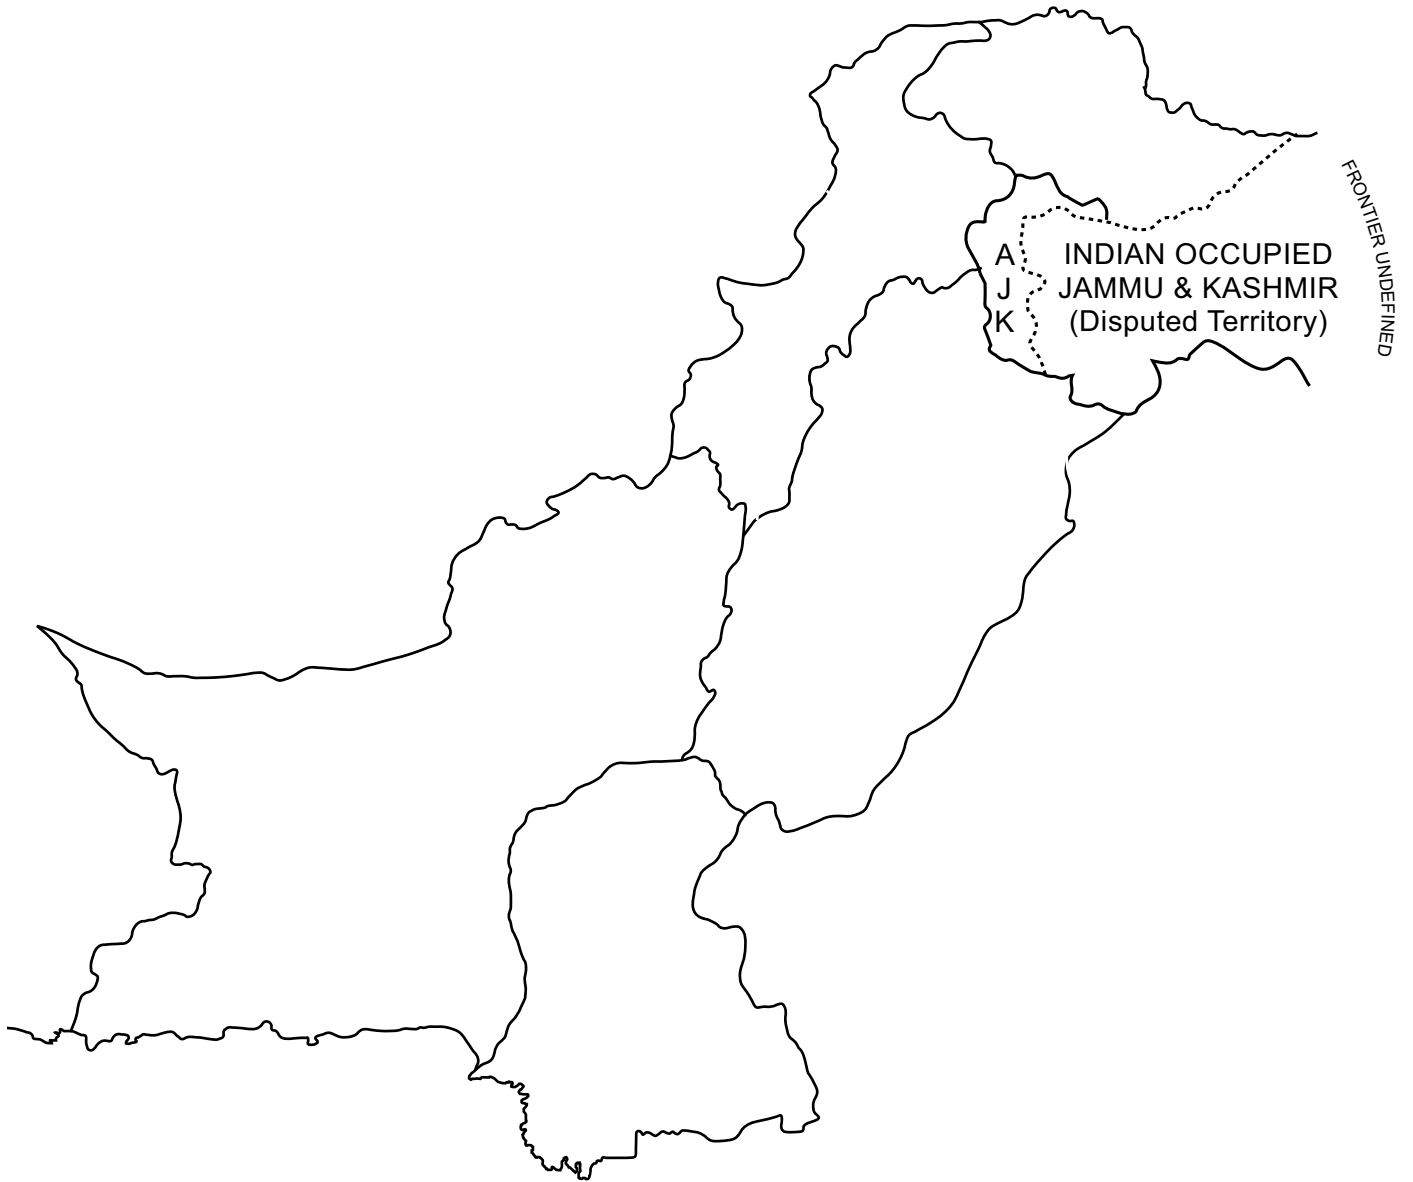 FRONTIER UNDEFINED
A
J
K
INDIAN OCCUPIED
JAMMU & KASHMIR
(Disputed Territory)